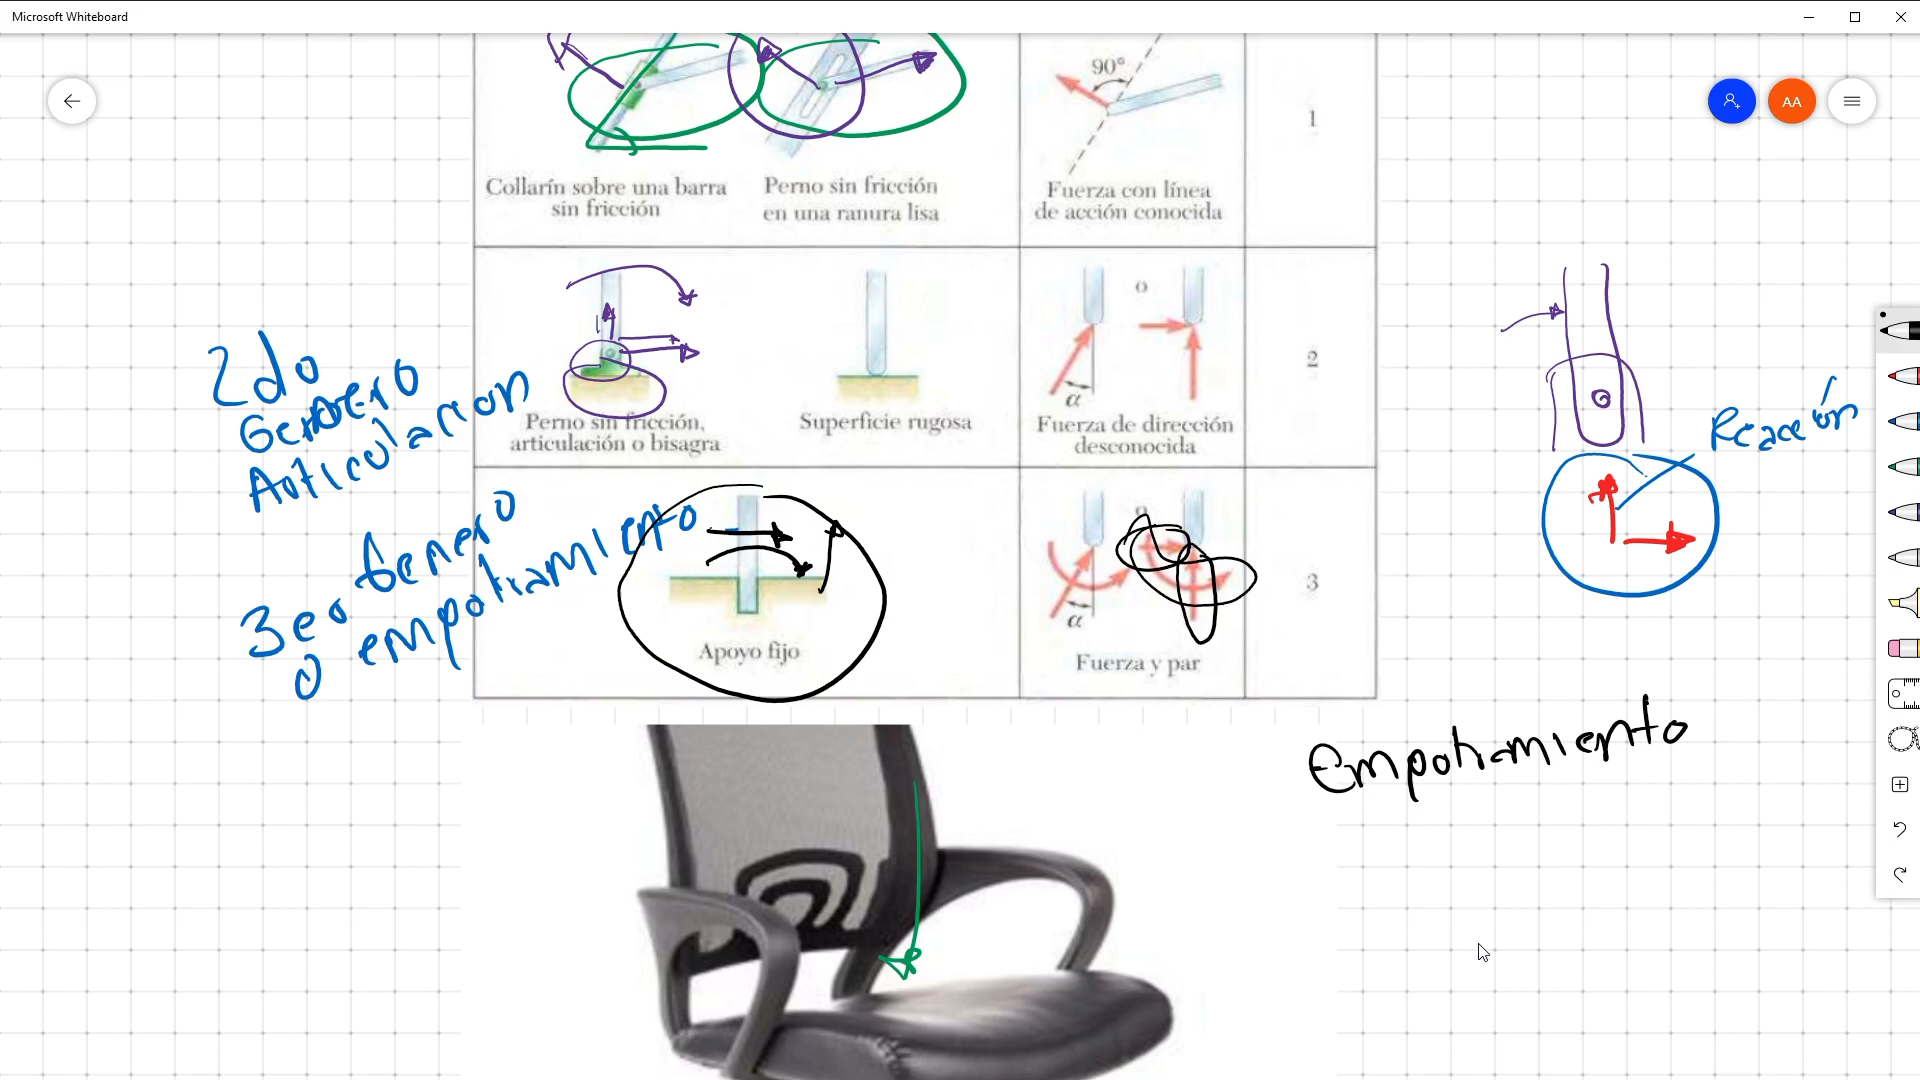 Microsoft Whiteboard
AA
90°
1
Collarín sobre una barra
sin fricción
Perno sin fricción
en una ranura lisa
Fuerza con línea
de acción conocida
o
α
2
Perno sin fricción,
articulación o bisagra
Superficie rugosa
Fuerza de dirección
desconocida
2do
Genero
Articulacion
Reacción
3er Genero
o empotramiento
o
α
3
Apoyo fijo
Fuerza y par
Empotramiento